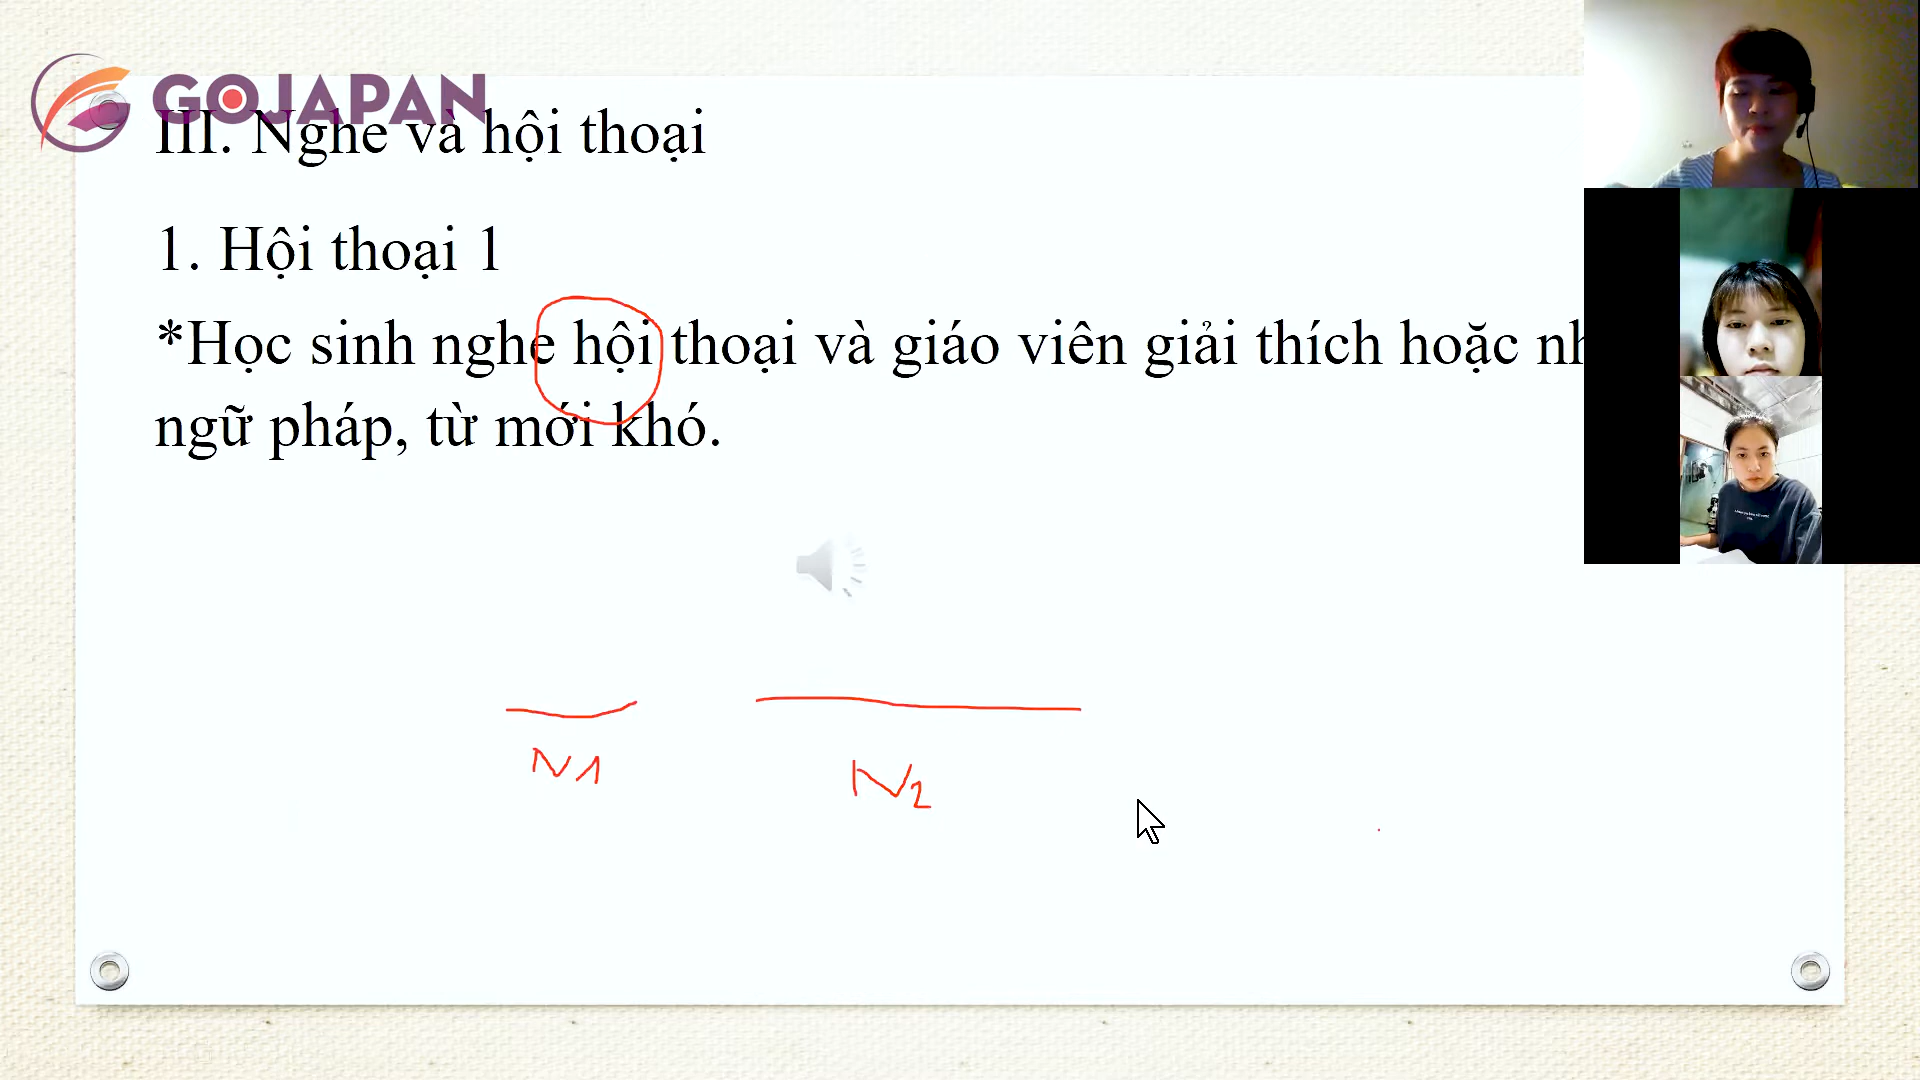 GOJAPAN
III. Nghe và hội thoại
1. Hội thoại 1
*Học sinh nghe hội thoại và giáo viên giải thích hoặc
ngữ pháp, từ mới khó.
N1
N2